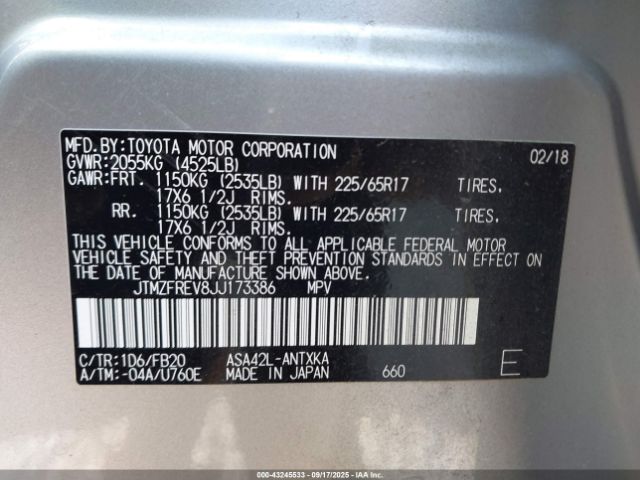 MFD.BY:TOYOTA MOTOR CORPORATION 02/18
GVWR:2055KG (4525LB)
GAWR:FRT. 1150KG (2535LB) WITH 225/65R17 TIRES.
17X6 1/2J RIMS.
RR. 1150KG (2535LB) WITH 225/65R17 TIRES.
17X6 1/2J RIMS.
THIS VEHICLE CONFORMS TO ALL APPLICABLE FEDERAL MOTOR
VEHICLE SAFETY AND THEFT PREVENTION STANDARDS IN EFFECT ON
THE DATE OF MANUFACTURE SHOWN ABOVE.
JTMZFREV8JJ173386 MPV
C/TR:1D6/FB20 ASA42L-ANTXKA
A/TM:-04A/U760E MADE IN JAPAN 660 E
000-43245533 - 09/17/2025 - IAAI.COM